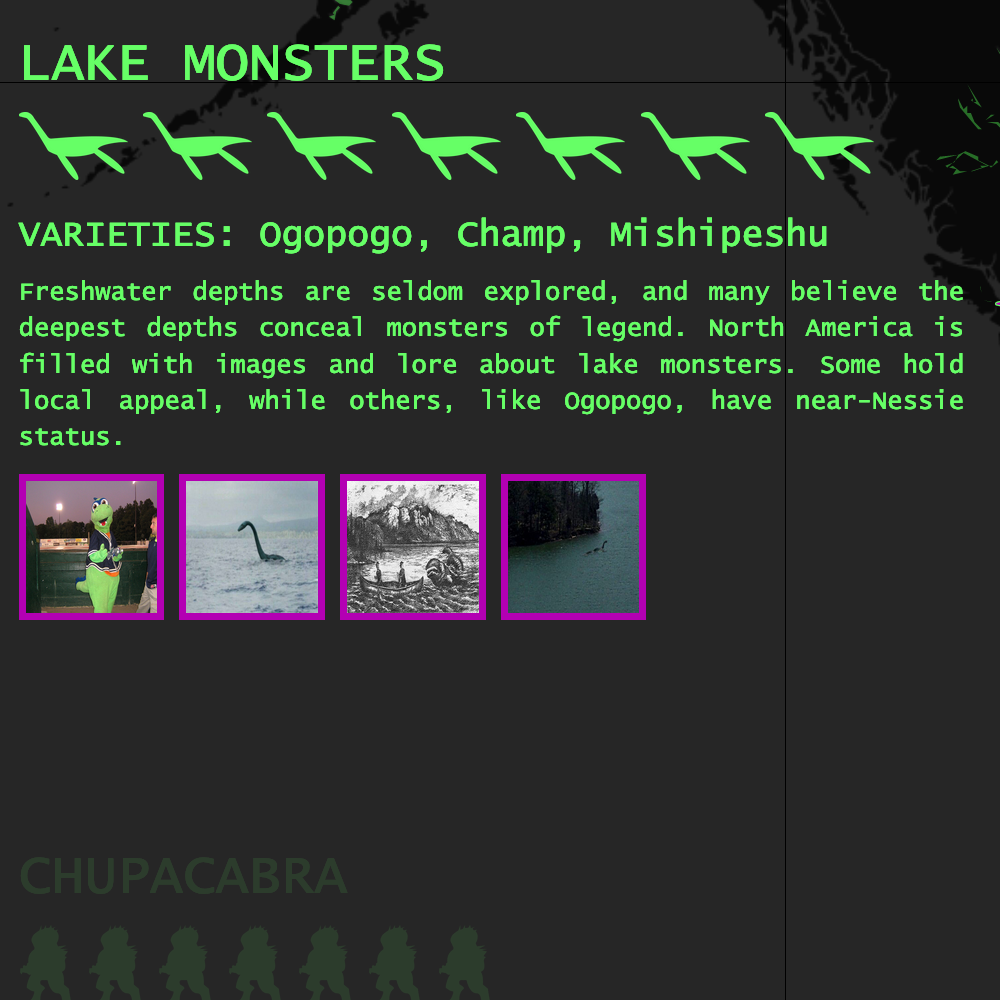 LAKE MONSTERS
VARIETIES: Ogopogo, Champ, Mishipeshu
Freshwater depths are seldom explored, and many believe the
deepest depths conceal monsters of legend. North America is
filled with images and lore about lake monsters. Some hold
local appeal, while others, like Ogopogo, have near-Nessie
status.
CHUPACABRA